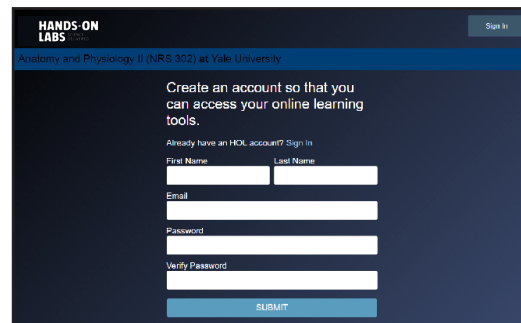 HANDS-ON
LABS
Sign In
Anatomy and Physiology II (NRS 302) at Yale University
Create an account so that you
can access your online learning
tools.
Already have an HOL account? Sign In
First Name Last Name
Email
Password
Verify Password
SUBMIT